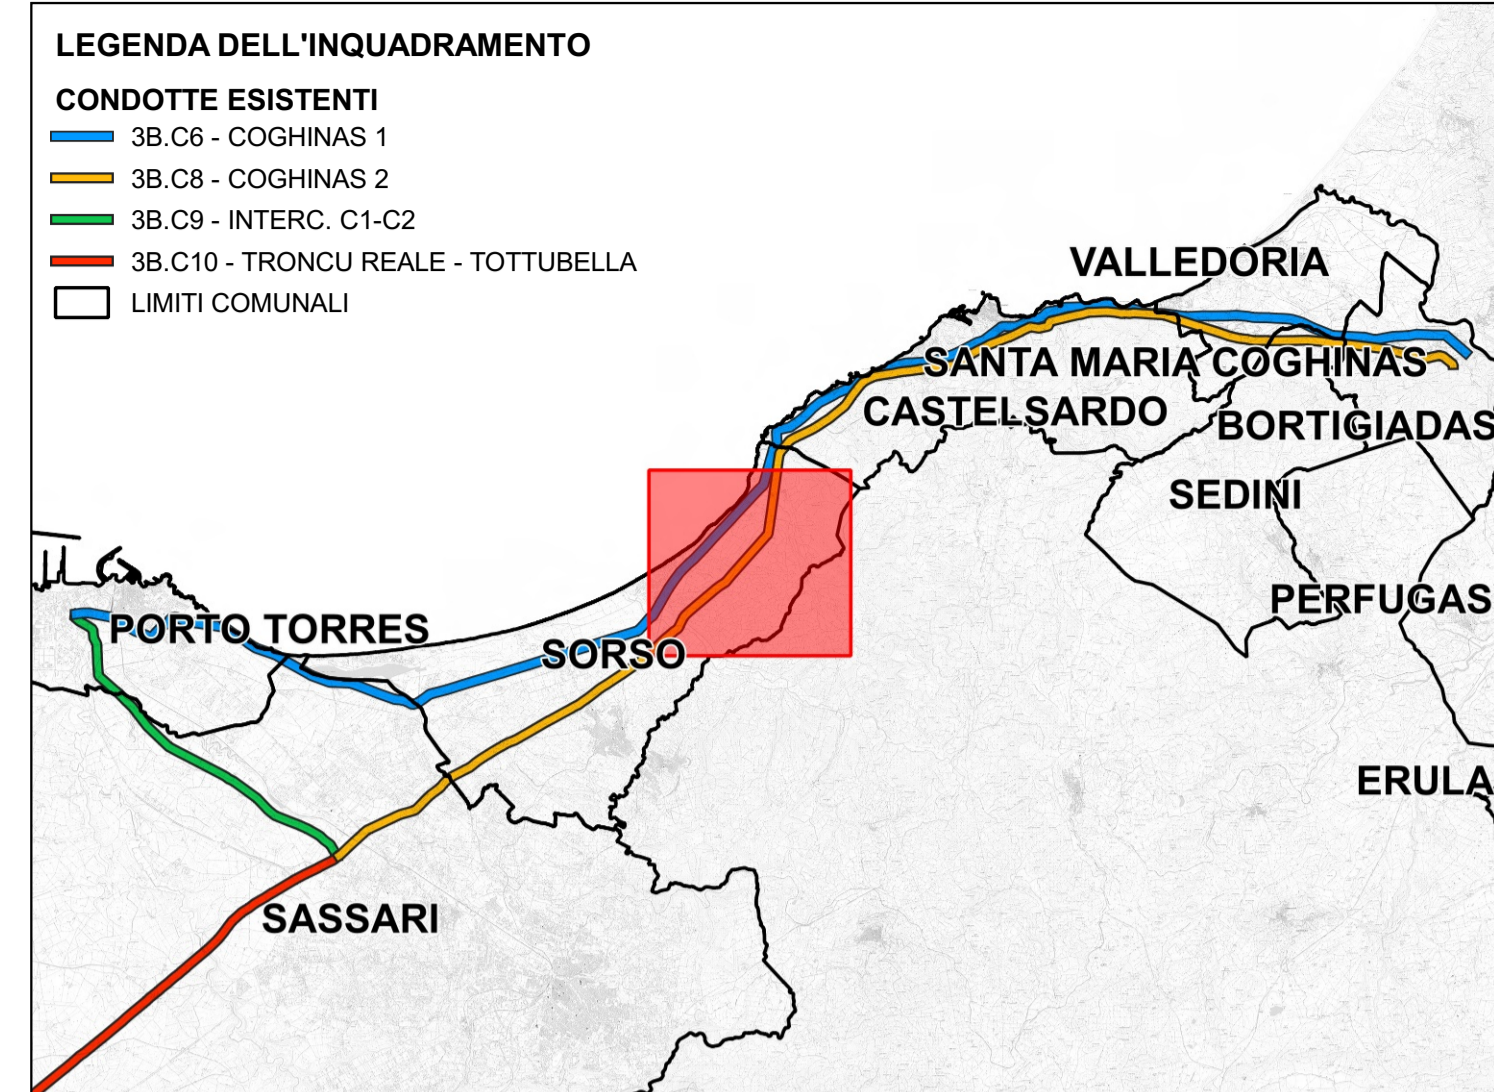 LEGENDA DELL'INQUADRAMENTO
CONDOTTE ESISTENTI
3B.C6 - COGHINAS 1
3B.C8 - COGHINAS 2
3B.C9 - INTERC. C1-C2
3B.C10 - TRONCU REALE - TOTTUBELLA
LIMITI COMUNALI
VALLEDORIA
SANTA MARIA COGHINAS
CASTELSARDO
BORTIGIADAS
SEDINI
PERFUGAS
PORTO TORRES
SORSO
ERULA
SASSARI